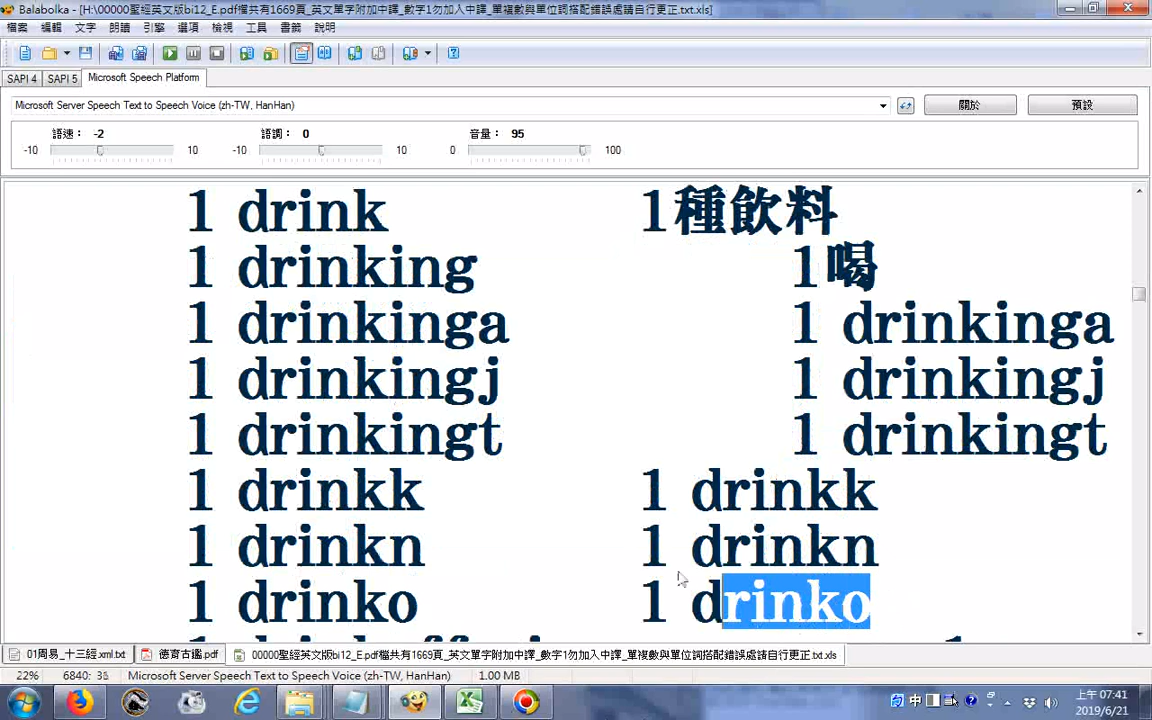 Balabolka - [H:\00000聖經英文版bi12_E.pdf檔共有1669頁_英文單字附加中譯_數字1勿加入中譯_單複數與單位詞搭配錯誤處請自行更正.txt.xls]
檔案 編輯 文字 朗讀 引擎 選項 檢視 工具 書籤 說明
SAPI 4 SAPI 5 Microsoft Speech Platform
Microsoft Server Speech Text to Speech Voice (zh-TW, HanHan) 關於 預設
語速： -2 語調： 0 音量： 95
-10 10 -10 10 0 100
1 drink 1種飲料
1 drinking 1喝
1 drinkinga 1 drinkinga
1 drinkingj 1 drinkingj
1 drinkingt 1 drinkingt
1 drinkk 1 drinkk
1 drinkn 1 drinkn
1 drinko 1 drinko
01周易_十三經.xml.txt 德育古鑑.pdf 00000聖經英文版bi12_E.pdf檔共有1669頁_英文單字附加中譯_數字1勿加入中譯_單複數與單位詞搭配錯誤處請自行更正.txt.xls
22% 6840: 35 Microsoft Server Speech Text to Speech Voice (zh-TW, HanHan) 1.00 MB
中 上午 07:41
2019/6/21